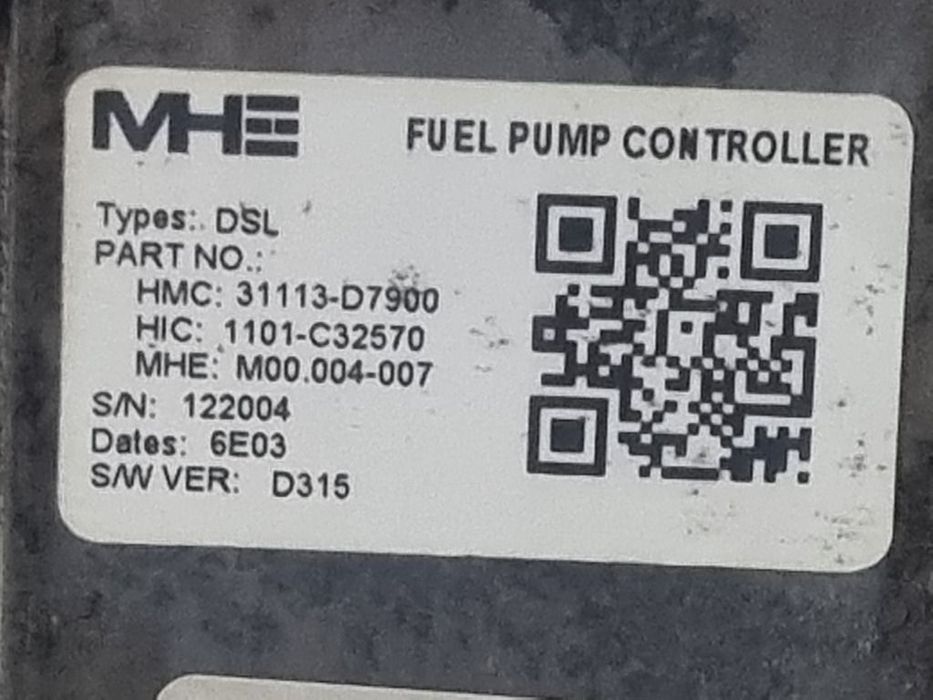 MHE FUEL PUMP CONTROLLER
Types: DSL
PART NO.:
HMC: 31113-D7900
HIC: 1101-C32570
MHE: M00.004-007
S/N: 122004
Dates: 6E03
S/W VER: D315